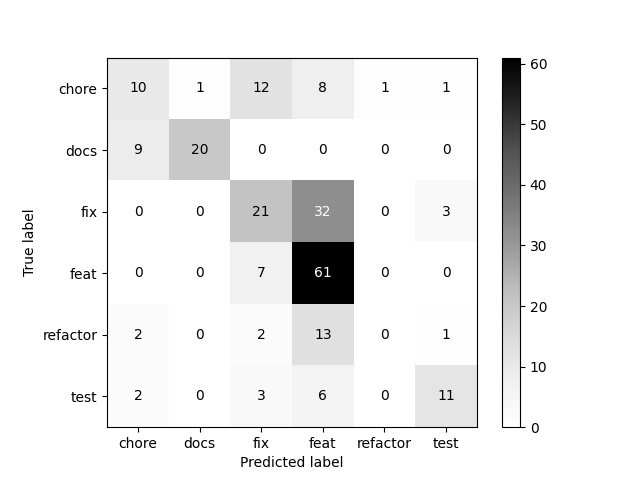 chore 10 1 12 8 1 1
docs 9 20 0 0 0 0
fix 0 0 21 32 0 3
feat 0 0 7 61 0 0
refactor 2 0 2 13 0 1
test 2 0 3 6 0 11
chore docs fix feat refactor test
Predicted label
True label
60
50
40
30
20
10
0